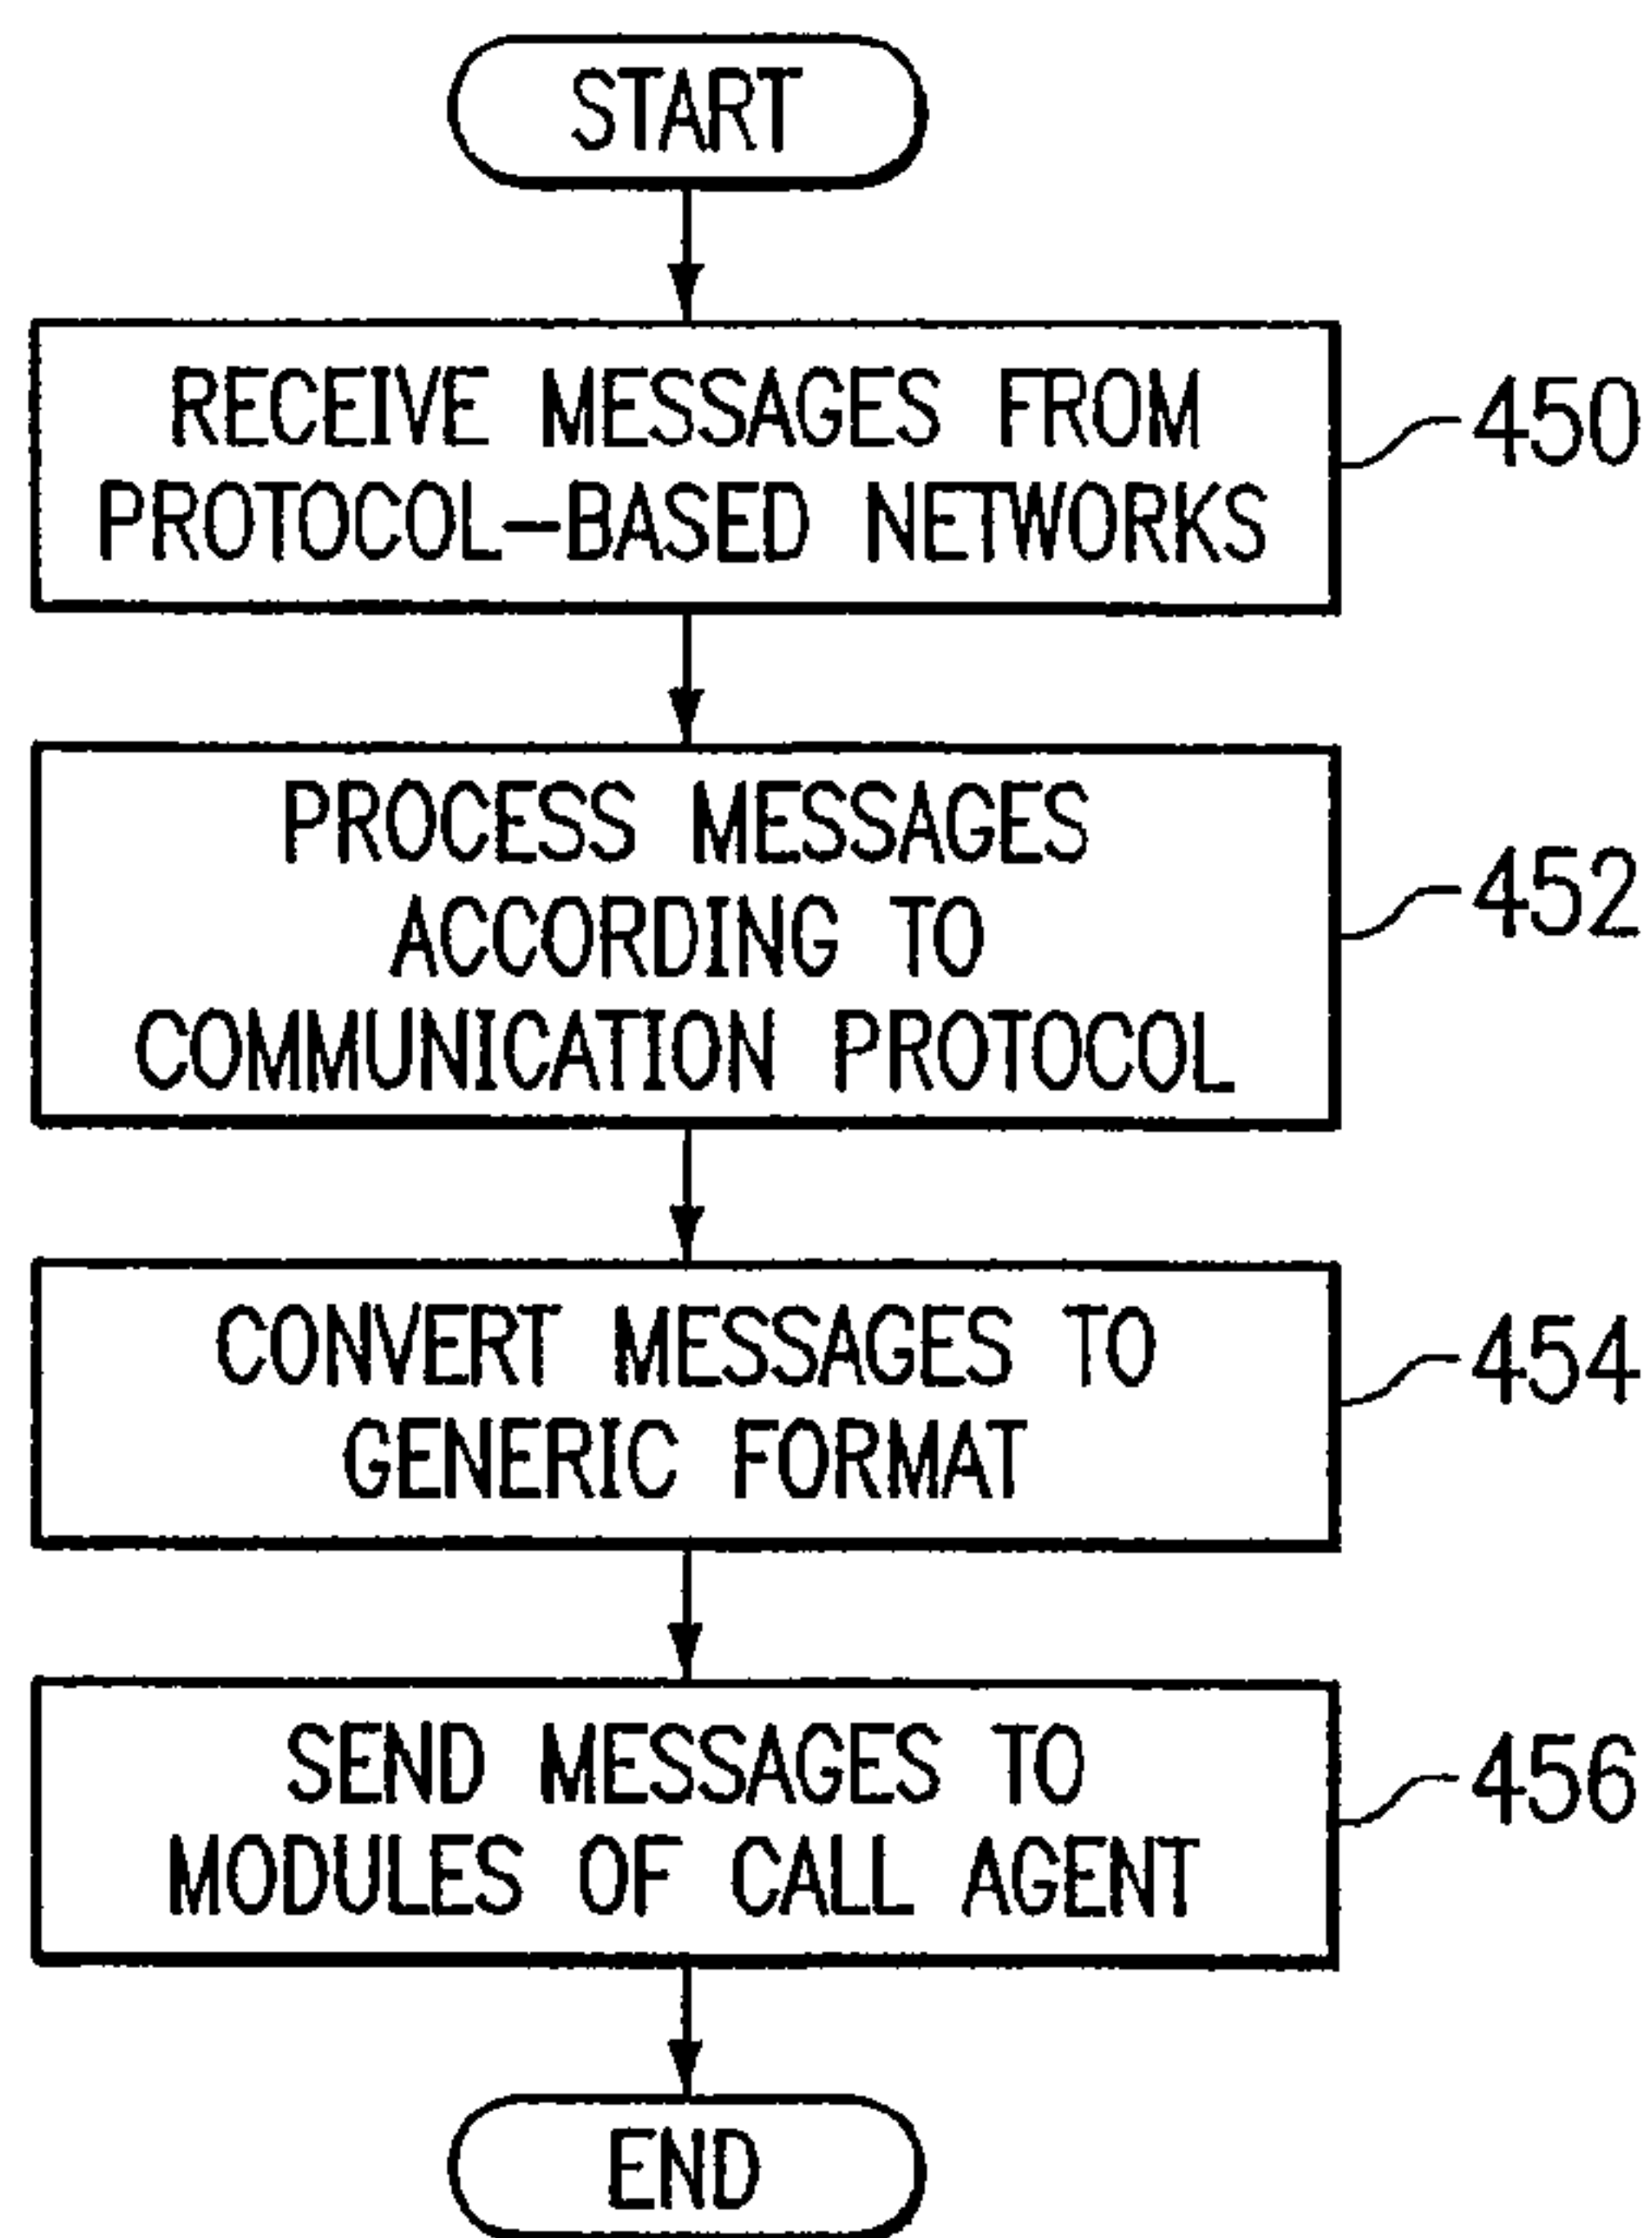 START
RECEIVE MESSAGES FROM
PROTOCOL-BASED NETWORKS
450
PROCESS MESSAGES
ACCORDING TO
COMMUNICATION PROTOCOL
452
CONVERT MESSAGES TO
GENERIC FORMAT
454
SEND MESSAGES TO
MODULES OF CALL AGENT
456
END